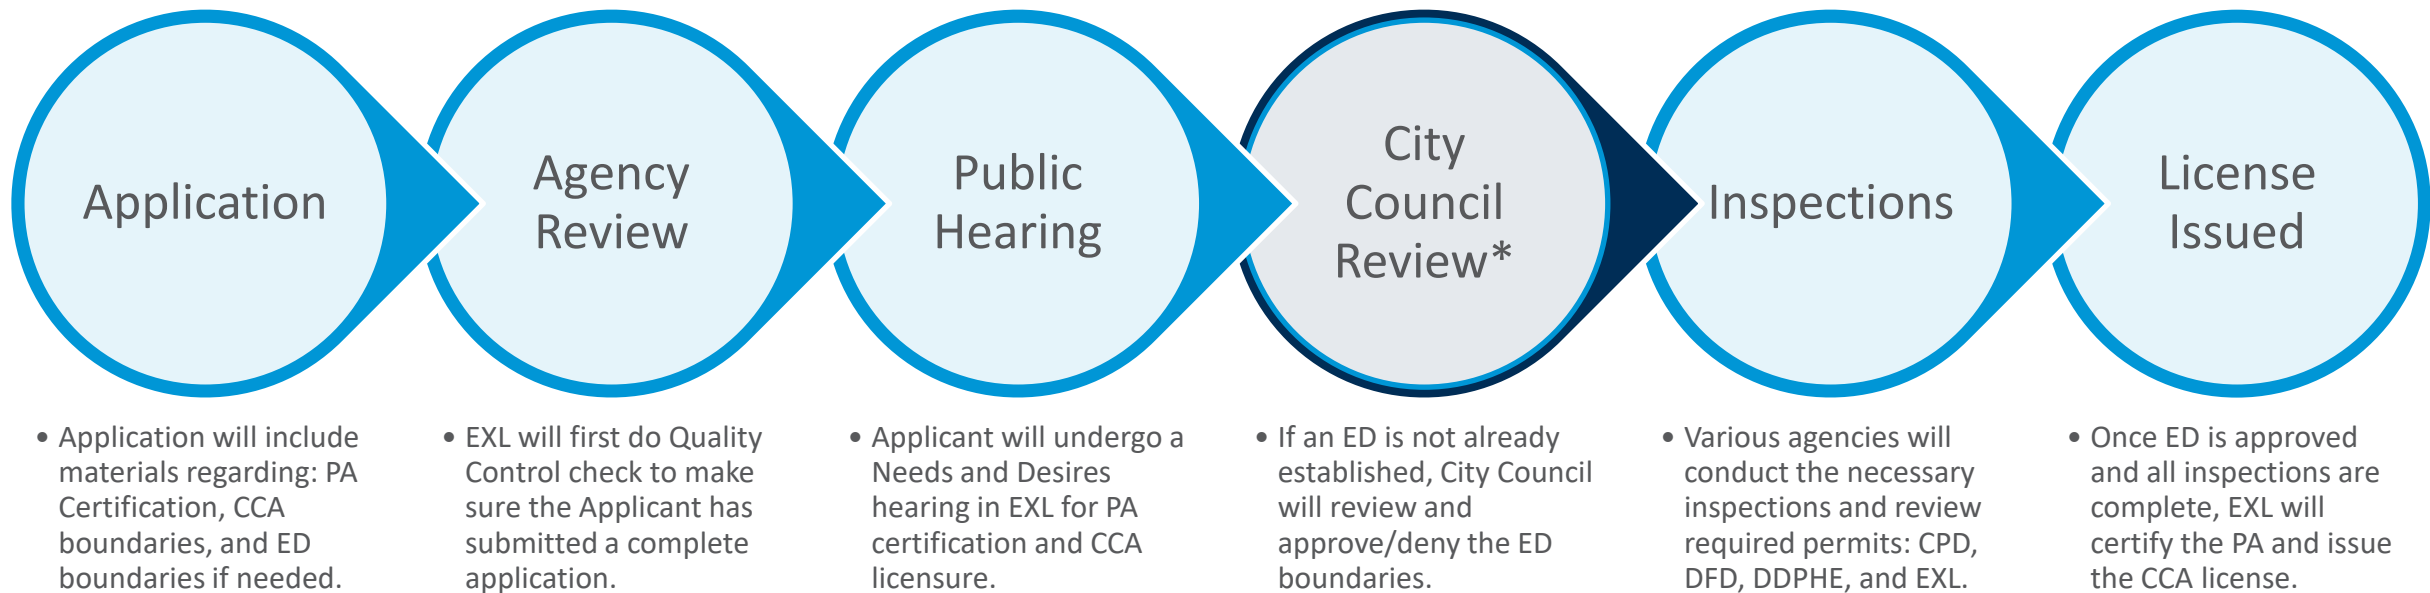 Application
Agency
Review
Public
Hearing
City
Council
Review*
Inspections
License
Issued
• Application will include
materials regarding: PA
Certification, CCA
boundaries, and ED
boundaries if needed.
• EXL will first do Quality
Control check to make
sure the Applicant has
submitted a complete
application.
• Applicant will undergo a
Needs and Desires
hearing in EXL for PA
certification and CCA
licensure.
• If an ED is not already
established, City Council
will review and
approve/deny the ED
boundaries.
• Various agencies will
conduct the necessary
inspections and review
required permits: CPD,
DFD, DDPHE, and EXL.
• Once ED is approved
and all inspections are
complete, EXL will
certify the PA and issue
the CCA license.